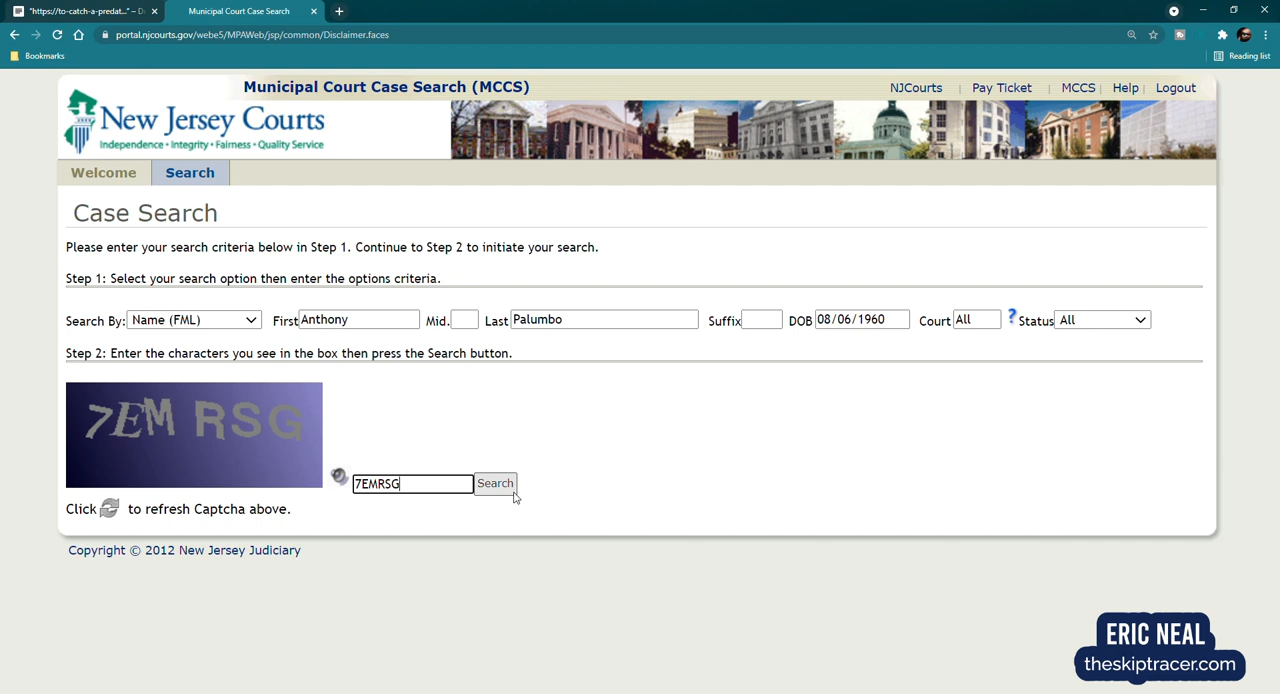 "https://to-catch-a-predat..." – D
Municipal Court Case Search
portal.njcourts.gov/webe5/MPAWeb/jsp/common/Disclaimer.faces
Bookmarks
Reading list
Municipal Court Case Search (MCCS)
NJCourts | Pay Ticket | MCCS | Help | Logout
New Jersey Courts
Independence • Integrity • Fairness • Quality Service
Welcome
Search
Case Search
Please enter your search criteria below in Step 1. Continue to Step 2 to initiate your search.
Step 1: Select your search option then enter the options criteria.
Search By: Name (FML) First Anthony Mid. Last Palumbo Suffix DOB 08/06/1960 Court All ? Status All
Step 2: Enter the characters you see in the box then press the Search button.
7EM RSG
7EMRSG Search
Click to refresh Captcha above.
Copyright © 2012 New Jersey Judiciary
ERIC NEAL
theskiptracer.com